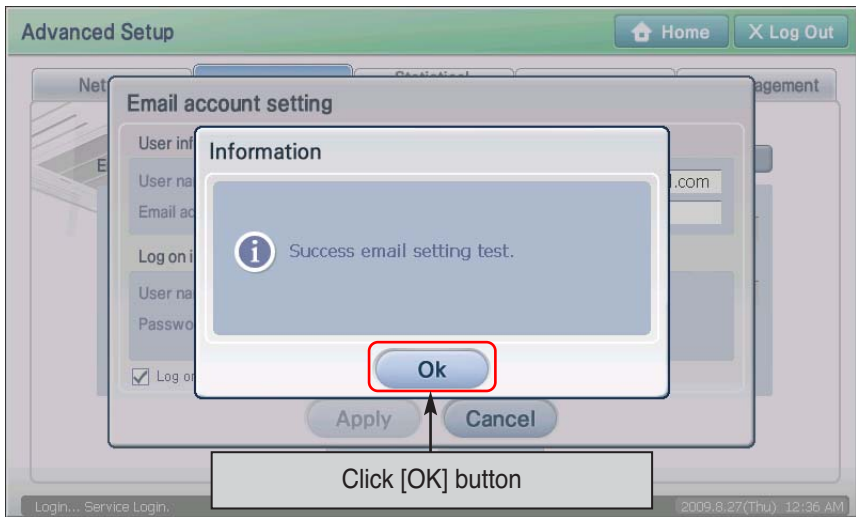 Advanced Setup
Home
X Log Out
Net
Statistical
agement
Email account setting
User inf
Information
E
User na
l.com
Email ac
Success email setting test.
Log on i
User na
Passwo
Ok
Log o
Apply
Cancel
Click [OK] button
Login... Service Login.
2009.8.27(Thu) 12:36 AM